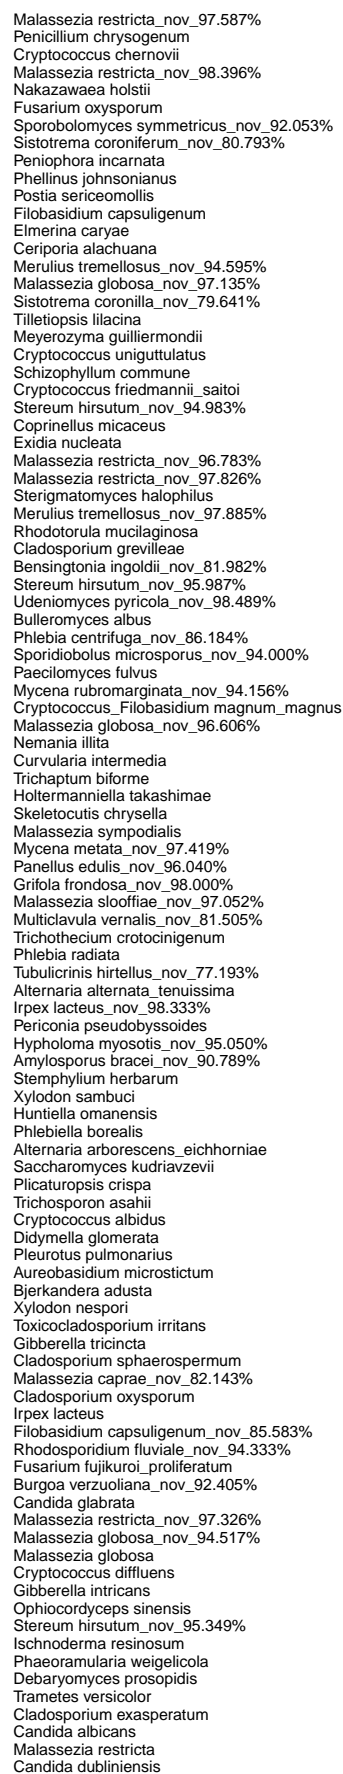 Malassezia restricta_nov_97.587%
Penicillium chrysogenum
Cryptococcus chernovii
Malassezia restricta_nov_98.396%
Nakazawaea holstii
Fusarium oxysporum
Sporobolomyces symmetricus_nov_92.053%
Sistotrema coroniferum_nov_80.793%
Peniophora incarnata
Phellinus johnsonianus
Postia sericeomollis
Filobasidium capsuligenum
Elmerina caryae
Ceriporia alachuana
Merulius tremellosus_nov_94.595%
Malassezia globosa_nov_97.135%
Sistotrema coronilla_nov_79.641%
Tilletiopsis lilacina
Meyerozyma guilliermondii
Cryptococcus uniguttulatus
Schizophyllum commune
Cryptococcus friedmannii_saitoi
Stereum hirsutum_nov_94.983%
Coprinellus micaceus
Exidia nucleata
Malassezia restricta_nov_96.783%
Malassezia restricta_nov_97.826%
Sterigmatomyces halophilus
Merulius tremellosus_nov_97.885%
Rhodotorula mucilaginosa
Cladosporium grevilleae
Bensingtonia ingoldii_nov_81.982%
Stereum hirsutum_nov_95.987%
Udeniomyces pyricola_nov_98.489%
Bulleromyces albus
Phlebia centrifuga_nov_86.184%
Sporidiobolus microsporus_nov_94.000%
Paecilomyces fulvus
Mycena rubromarginata_nov_94.156%
Cryptococcus_Filobasidium magnum_magnus
Malassezia globosa_nov_96.606%
Nemania illita
Curvularia intermedia
Trichaptum biforme
Holtermanniella takashimae
Skeletocutis chrysella
Malassezia sympodialis
Mycena metata_nov_97.419%
Panellus edulis_nov_96.040%
Grifola frondosa_nov_98.000%
Malassezia slooffiae_nov_97.052%
Multiclavula vernalis_nov_81.505%
Trichothecium crotocinigenum
Phlebia radiata
Tubulicrinis hirtellus_nov_77.193%
Alternaria alternata_tenuissima
Irpex lacteus_nov_98.333%
Periconia pseudobyssoides
Hypholoma myosotis_nov_95.050%
Amylosporus bracei_nov_90.789%
Stemphylium herbarum
Xylodon sambuci
Huntiella omanensis
Phlebiella borealis
Alternaria arborescens_eichhorniae
Saccharomyces kudriavzevii
Plicaturopsis crispa
Trichosporon asahii
Cryptococcus albidus
Didymella glomerata
Pleurotus pulmonarius
Aureobasidium microstictum
Bjerkandera adusta
Xylodon nespori
Toxicocladosporium irritans
Gibberella tricincta
Cladosporium sphaerospermum
Malassezia caprae_nov_82.143%
Cladosporium oxysporum
Irpex lacteus
Filobasidium capsuligenum_nov_85.583%
Rhodosporidium fluviale_nov_94.333%
Fusarium fujikuroi_proliferatum
Burgoa verzuoliana_nov_92.405%
Candida glabrata
Malassezia restricta_nov_97.326%
Malassezia globosa_nov_94.517%
Malassezia globosa
Cryptococcus diffluens
Gibberella intricans
Ophiocordyceps sinensis
Stereum hirsutum_nov_95.349%
Ischnoderma resinosum
Phaeoramularia weigelicola
Debaryomyces prosopidis
Trametes versicolor
Cladosporium exasperatum
Candida albicans
Malassezia restricta
Candida dubliniensis